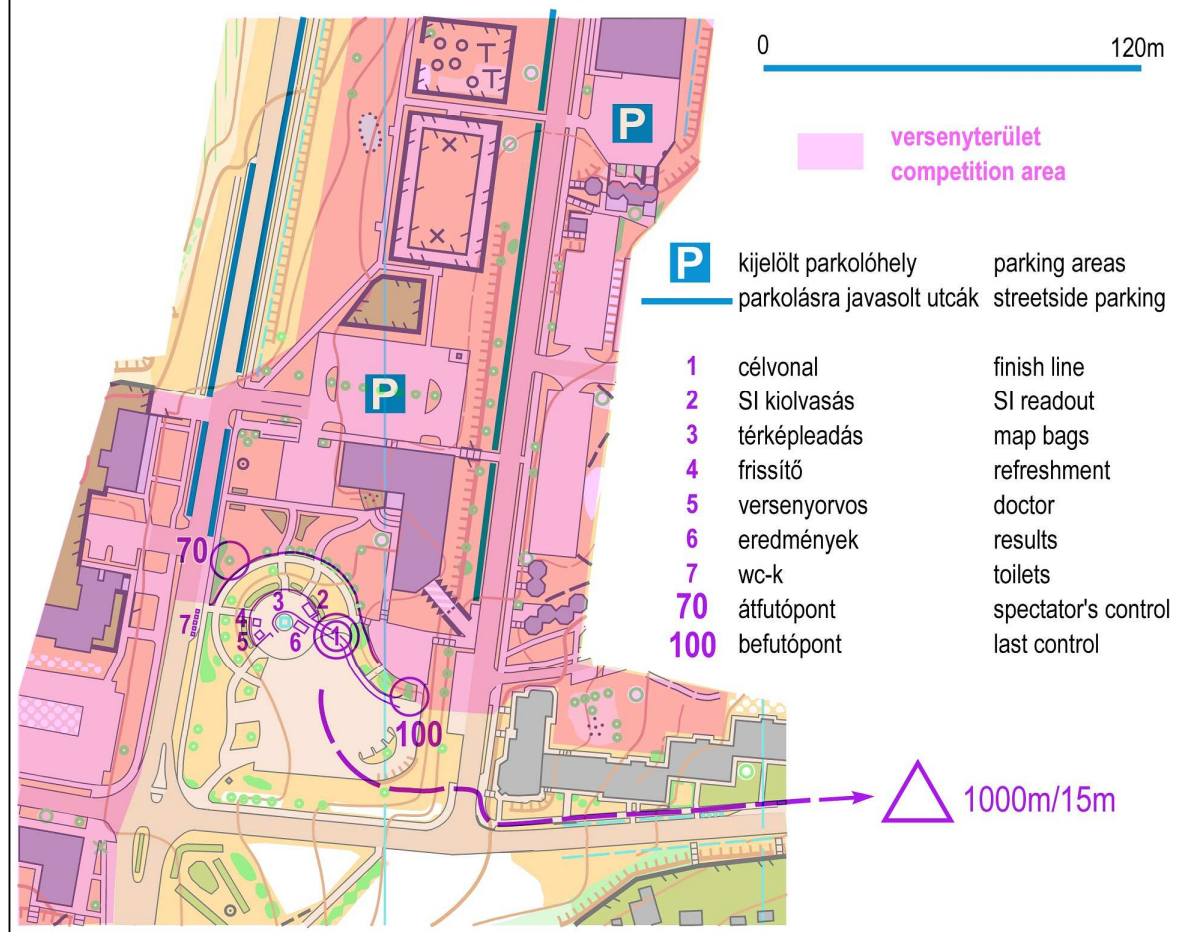 0 120m
P
versenyterület
competition area
P kijelölt parkolóhely parking areas
parkolásra javasolt utcák streetside parking
1 célvonal finish line
P
2 SI kiolvasás SI readout
3 térképleadás map bags
4 frissítő refreshment
5 versenyorvos doctor
6 eredmények results
7 wc-k toilets
70 átfutópont spectator's control
100 befutópont last control
70
3 2
7 4 1
5 6
100
1000m/15m